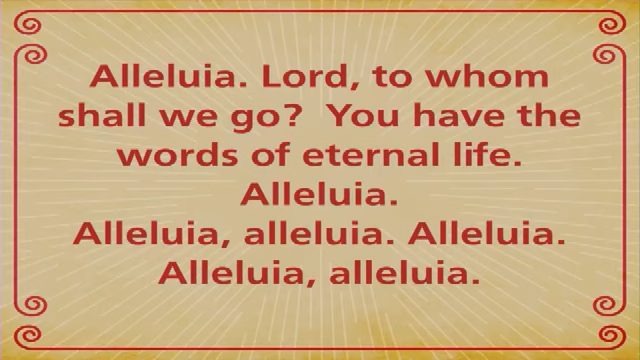 Alleluia. Lord, to whom
shall we go?  You have the
words of eternal life.
Alleluia.
Alleluia, alleluia. Alleluia.
Alleluia, alleluia.